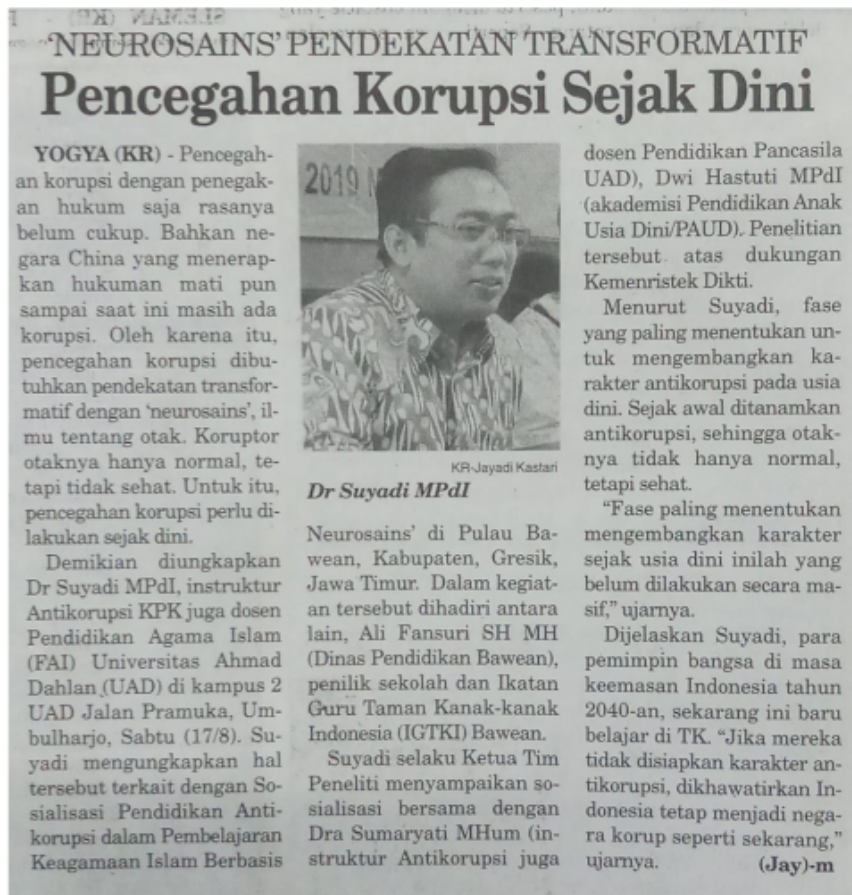 SLEMAN (KR)
'NEUROSAINS' PENDEKATAN TRANSFORMATIF
Pencegahan Korupsi Sejak Dini
YOGYA (KR) - Pencegah-
an korupsi dengan penegak-
an hukum saja rasanya
belum cukup. Bahkan ne-
gara China yang menerap-
kan hukuman mati pun
sampai saat ini masih ada
korupsi. Oleh karena itu,
pencegahan korupsi dibu-
tuhkan pendekatan transfor-
matif dengan 'neurosains', il-
mu tentang otak. Koruptor
otaknya hanya normal, te-
tapi tidak sehat. Untuk itu,
pencegahan korupsi perlu di-
lakukan sejak dini.
Demikian diungkapkan
Dr Suyadi MPdI, instruktur
Antikorupsi KPK juga dosen
Pendidikan Agama Islam
(FAI) Universitas Ahmad
Dahlan (UAD) di kampus 2
UAD Jalan Pramuka, Um-
bulharjo, Sabtu (17/8). Su-
yadi mengungkapkan hal
tersebut terkait dengan So-
sialisasi Pendidikan Anti-
korupsi dalam Pembelajaran
Keagamaan Islam Berbasis
2019
KR-Jayadi Kastari
Dr Suyadi MPdI
Neurosains' di Pulau Ba-
wean, Kabupaten, Gresik,
Jawa Timur. Dalam kegiat-
an tersebut dihadiri antara
lain, Ali Fansuri SH MH
(Dinas Pendidikan Bawean),
penilik sekolah dan Ikatan
Guru Taman Kanak-kanak
Indonesia (IGTKI) Bawean.
Suyadi selaku Ketua Tim
Peneliti menyampaikan so-
sialisasi bersama dengan
Dra Sumaryati MHum (in-
struktur Antikorupsi juga
dosen Pendidikan Pancasila
UAD), Dwi Hastuti MPdI
(akademisi Pendidikan Anak
Usia Dini/PAUD). Penelitian
tersebut atas dukungan
Kemenristek Dikti.
Menurut Suyadi, fase
yang paling menentukan un-
tuk mengembangkan ka-
rakter antikorupsi pada usia
dini. Sejak awal ditanamkan
antikorupsi, sehingga otak-
nya tidak hanya normal,
tetapi sehat.
"Fase paling menentukan
mengembangkan karakter
sejak usia dini inilah yang
belum dilakukan secara ma-
sif," ujarnya.
Dijelaskan Suyadi, para
pemimpin bangsa di masa
keemasan Indonesia tahun
2040-an, sekarang ini baru
belajar di TK. "Jika mereka
tidak disiapkan karakter an-
tikorupsi, dikhawatirkan In-
donesia tetap menjadi nega-
ra korup seperti sekarang,"
ujarnya. (Jay)-m